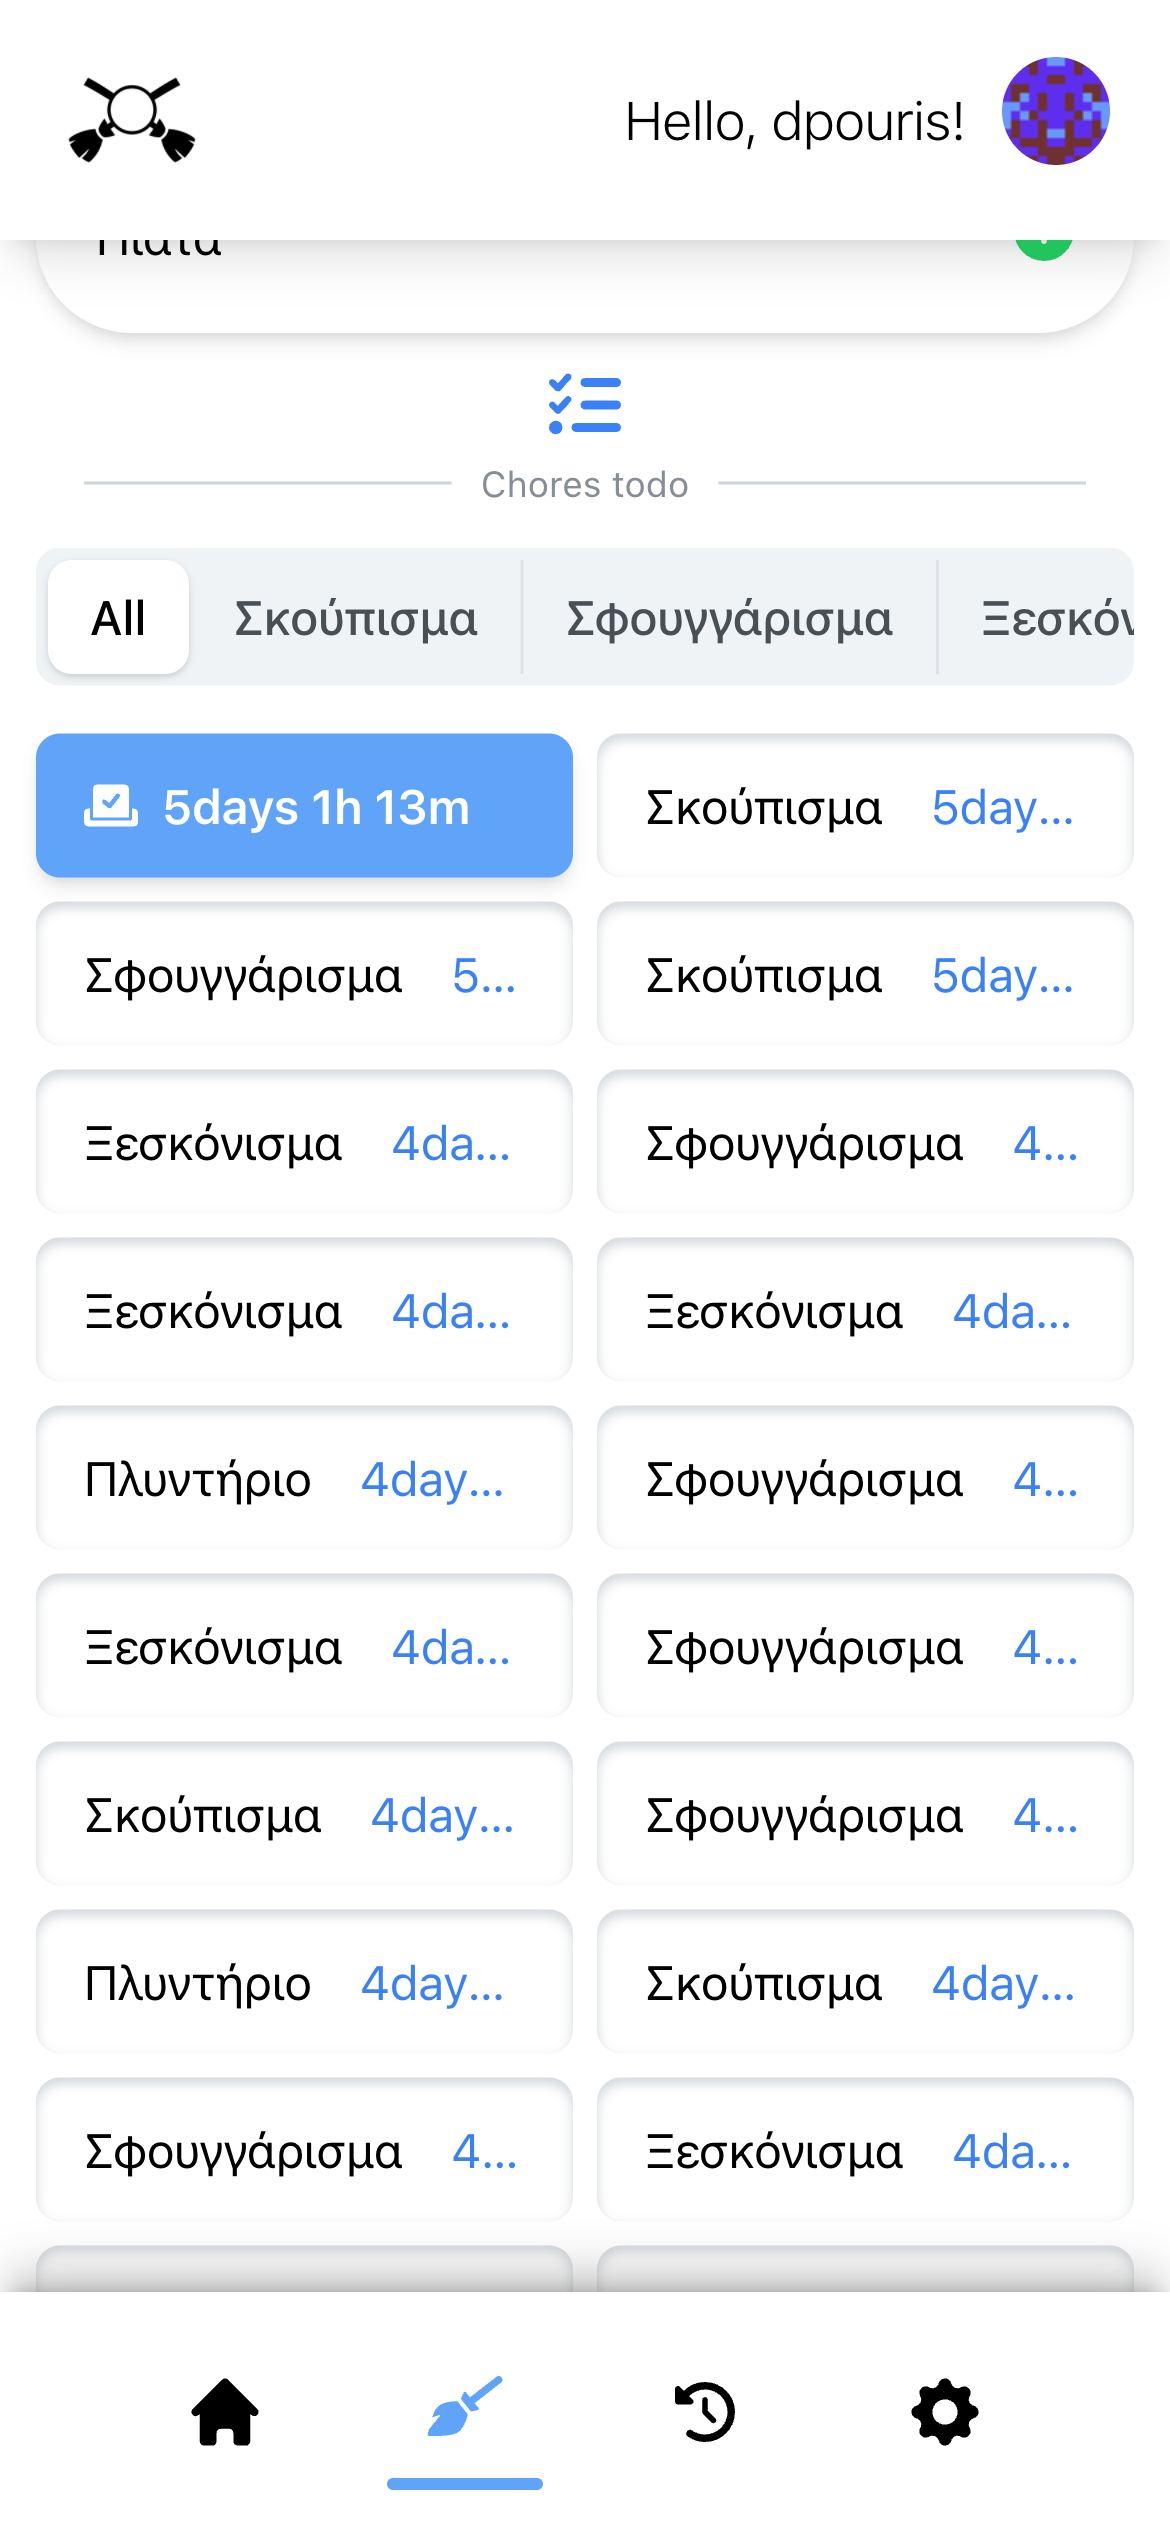 Hello, dpouris!
Πιάτα
Chores todo
All Σκούπισμα Σφουγγάρισμα Ξεσκόν
5days 1h 13m Σκούπισμα 5day...
Σφουγγάρισμα 5... Σκούπισμα 5day...
Ξεσκόνισμα 4da... Σφουγγάρισμα 4...
Ξεσκόνισμα 4da... Ξεσκόνισμα 4da...
Πλυντήριο 4day... Σφουγγάρισμα 4...
Ξεσκόνισμα 4da... Σφουγγάρισμα 4...
Σκούπισμα 4day... Σφουγγάρισμα 4...
Πλυντήριο 4day... Σκούπισμα 4day...
Σφουγγάρισμα 4... Ξεσκόνισμα 4da...